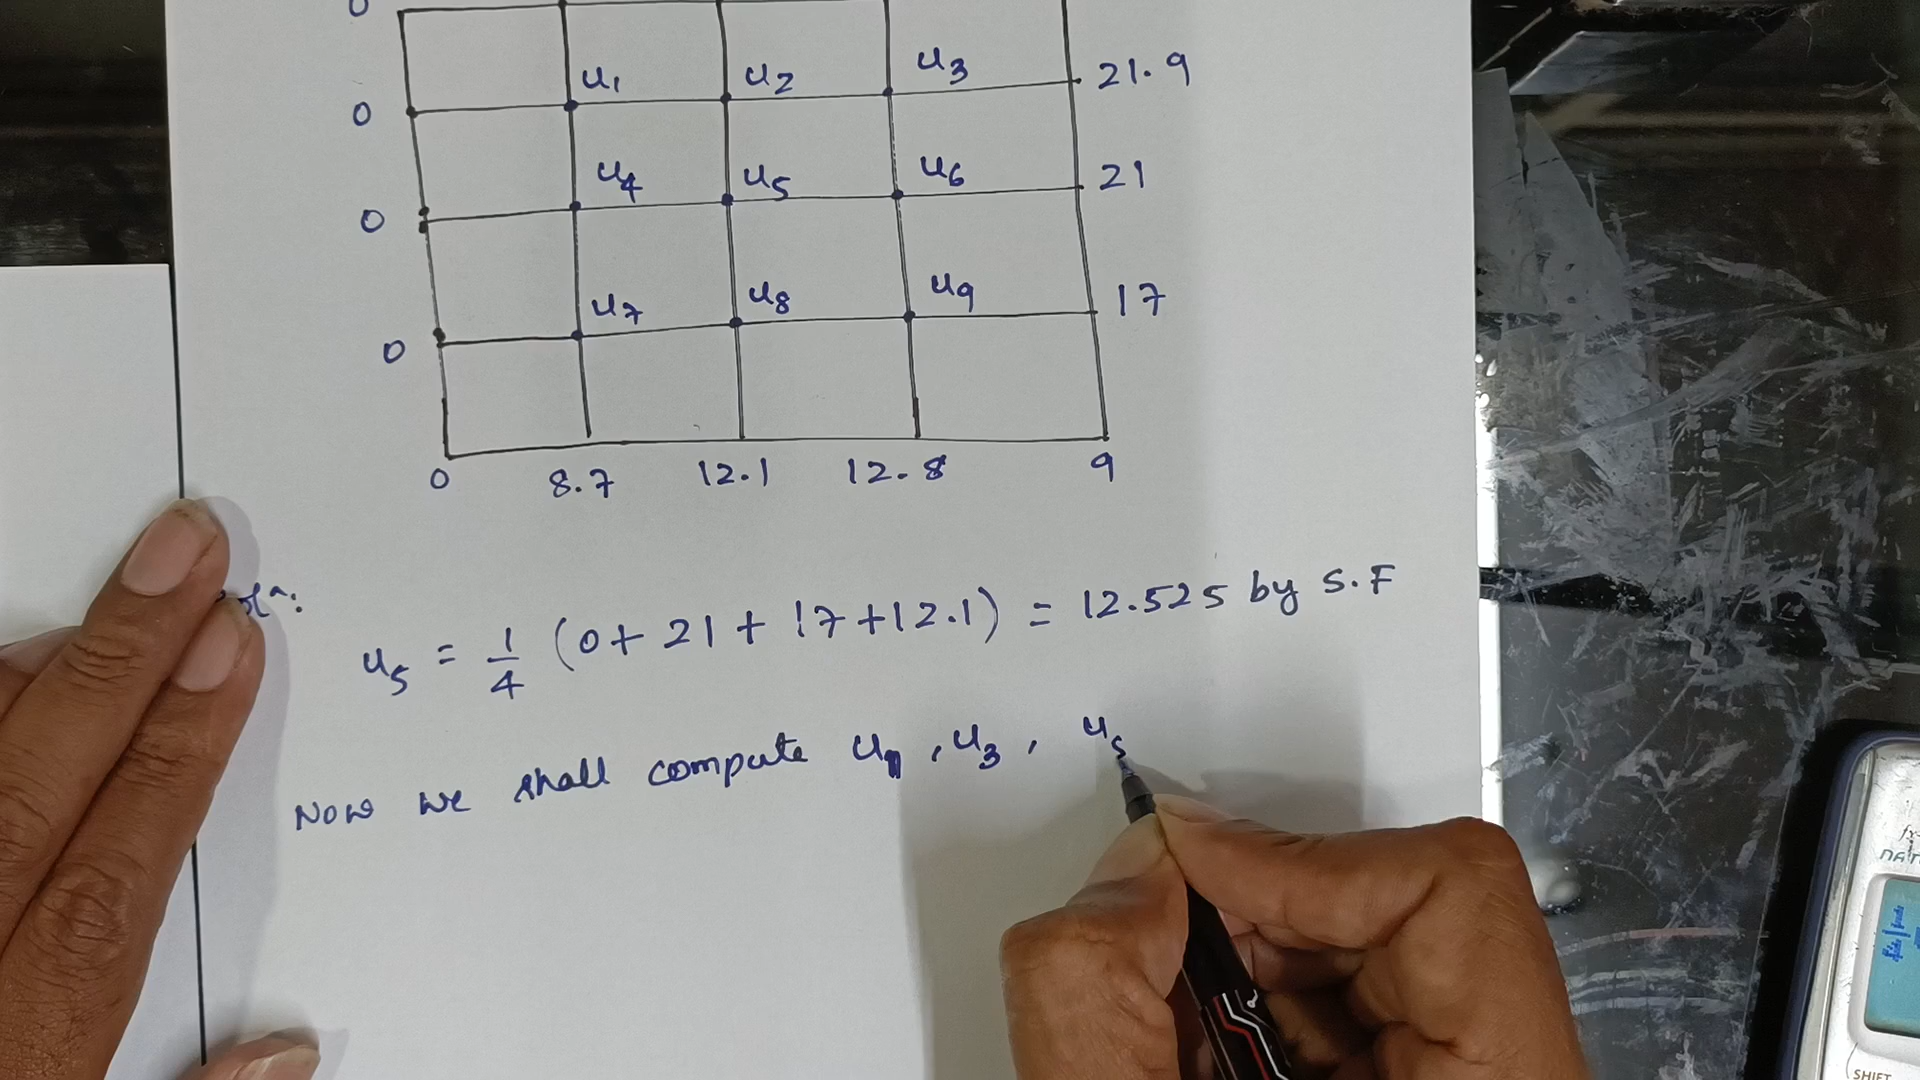 0
u1 u2 u3 21.9
0
u4 u5 u6 21
0
u7 u8 u9 17
0
0 8.7 12.1 12.8 9
u5 = 1/4 (0+ 21 + 17 +12.1) = 12.525 by S.F
Now we shall compute u , u3 , u5
SHIFT